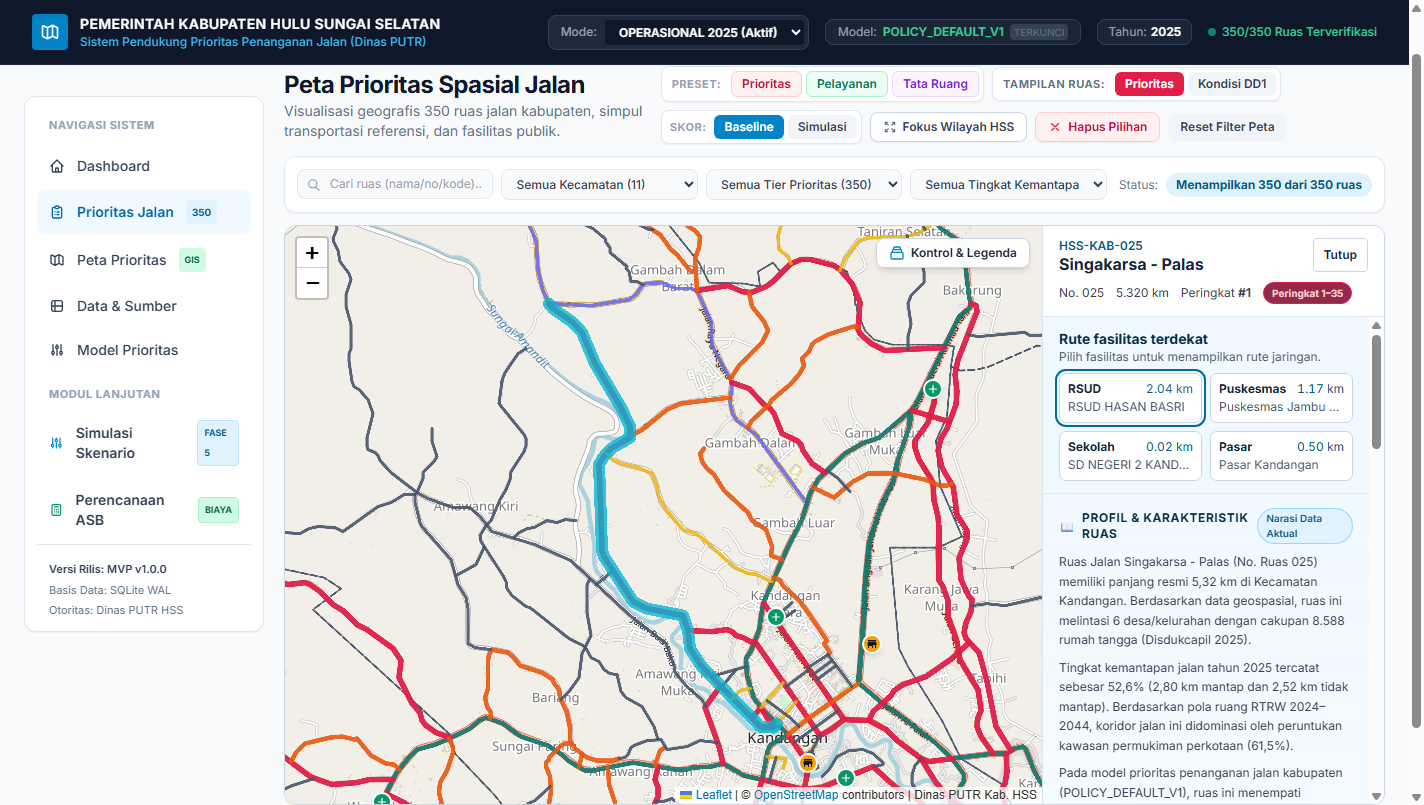 PEMERINTAH KABUPATEN HULU SUNGAI SELATAN
Sistem Pendukung Prioritas Penanganan Jalan (Dinas PUTR)
Mode: OPERASIONAL 2025 (Aktif)
Model: POLICY_DEFAULT_V1 TERKUNCI
Tahun: 2025
350/350 Ruas Terverifikasi
NAVIGASI SISTEM
Dashboard
Prioritas Jalan 350
Peta Prioritas GIS
Data & Sumber
Model Prioritas
MODUL LANJUTAN
Simulasi
Skenario
FASE
5
Perencanaan
ASB
BIAYA
Versi Rilis: MVP v1.0.0
Basis Data: SQLite WAL
Otoritas: Dinas PUTR HSS
Peta Prioritas Spasial Jalan
Visualisasi geografis 350 ruas jalan kabupaten, simpul
transportasi referensi, dan fasilitas publik.
PRESET: Prioritas Pelayanan Tata Ruang
TAMPILAN RUAS: Prioritas Kondisi DD1
SKOR: Baseline Simulasi
Fokus Wilayah HSS
Hapus Pilihan
Reset Filter Peta
Cari ruas (nama/no/kode)..
Semua Kecamatan (11)
Semua Tier Prioritas (350)
Semua Tingkat Kemantapa
Status: Menampilkan 350 dari 350 ruas
+
−
Kontrol & Legenda
Taniran Selatan
Gambah Dalam
Barat
Bakarung
Sungai Amandit
Gambah Dalam
Gambah Luar
Muka
Amawang Kiri
Gambah Luar
Kandangan
Karang Jawa
Muka
Amawang
Muka
Bariang
Kandangan
Leaflet | © OpenStreetMap contributors | Dinas PUTR Kab. HSS
HSS-KAB-025
Singakarsa - Palas
Tutup
No. 025 5.320 km Peringkat #1 Peringkat 1–35
Rute fasilitas terdekat
Pilih fasilitas untuk menampilkan rute jaringan.
RSUD 2.04 km
RSUD HASAN BASRI
Puskesmas 1.17 km
Puskesmas Jambu ...
Sekolah 0.02 km
SD NEGERI 2 KAND...
Pasar 0.50 km
Pasar Kandangan
PROFIL & KARAKTERISTIK
RUAS
Narasi Data
Aktual
Ruas Jalan Singakarsa - Palas (No. Ruas 025)
memiliki panjang resmi 5,32 km di Kecamatan
Kandangan. Berdasarkan data geospasial, ruas ini
melintasi 6 desa/kelurahan dengan cakupan 8.588
rumah tangga (Disdukcapil 2025).
Tingkat kemantapan jalan tahun 2025 tercatat
sebesar 52,6% (2,80 km mantap dan 2,52 km tidak
mantap). Berdasarkan pola ruang RTRW 2024–
2044, koridor jalan ini didominasi oleh peruntukan
kawasan permukiman perkotaan (61,5%).
Pada model prioritas penanganan jalan kabupaten
(POLICY_DEFAULT_V1), ruas ini menempati